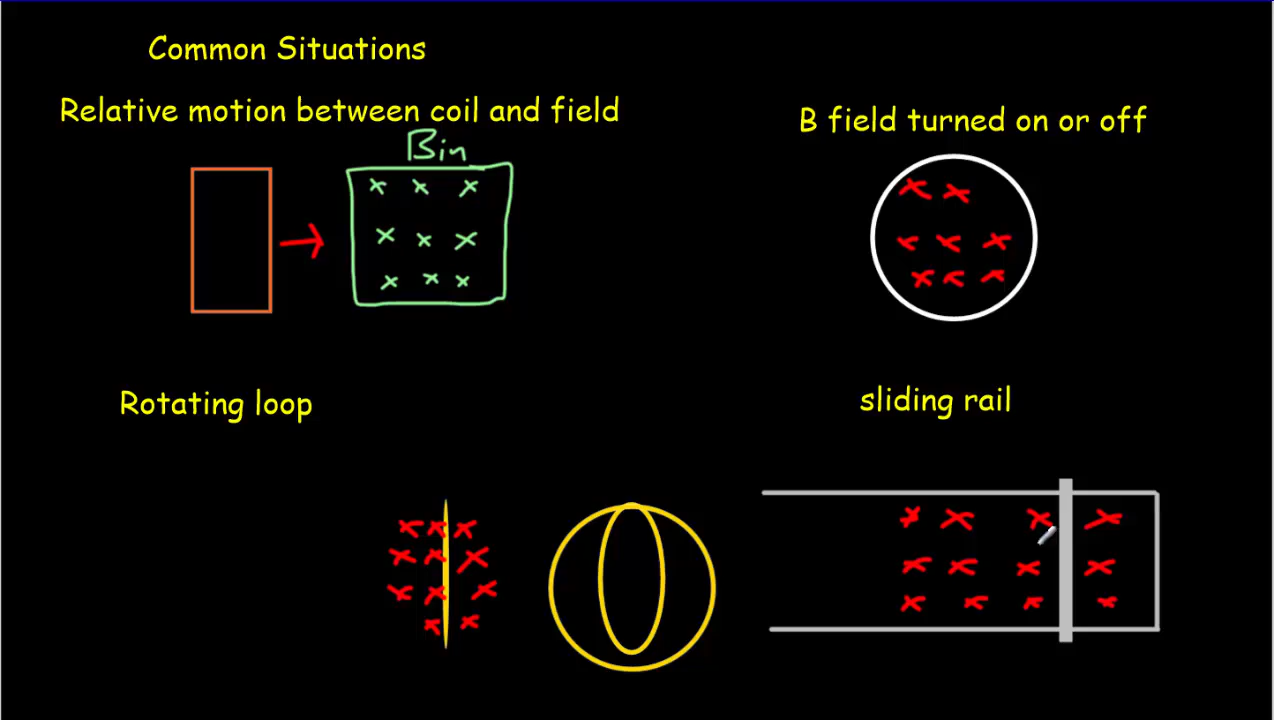 Common Situations
Relative motion between coil and field
B field turned on or off
Bin
Rotating loop
sliding rail